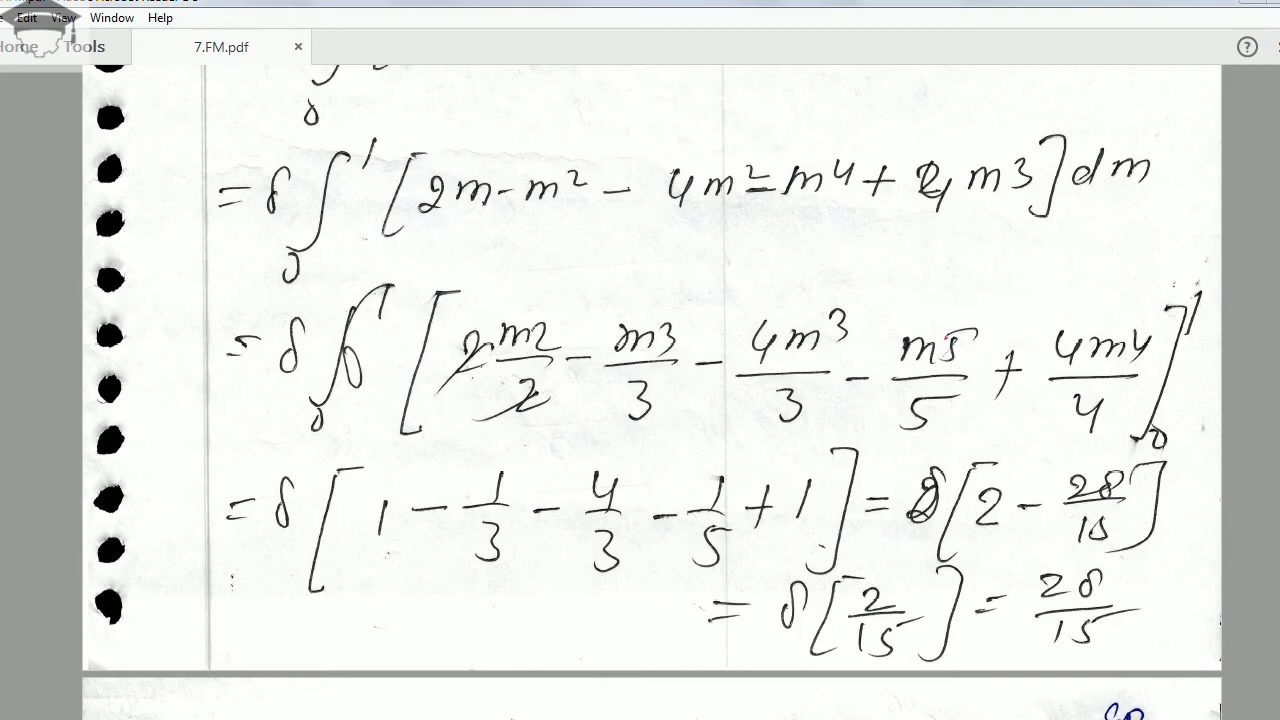 Edit View Window Help
Home Tools 7.FM.pdf × ?
0
= δ ∫₀¹ [2m - m² - 4m² - m4 + 4m3] dm
= δ ∫₀¹ [2m2/2 - m3/3 - 4m³/3 - m5/5 + 4m4/4]₀¹
= δ [1 - 1/3 - 4/3 - 1/5 + 1] = δ [2 - 28/15]
= δ [2/15] = 2δ/15